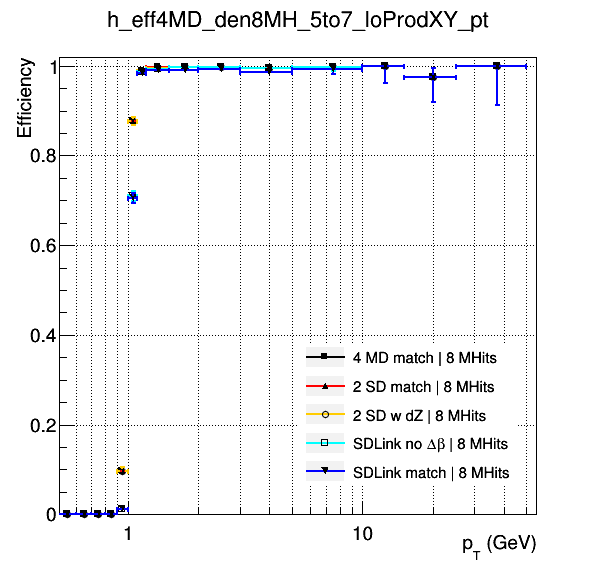 h_eff4MD_den8MH_5to7_loProdXY_pt
Efficiency
1
0.8
0.6
0.4
0.2
0
4 MD match | 8 MHits
2 SD match | 8 MHits
2 SD w dZ | 8 MHits
SDLink no Δβ | 8 MHits
SDLink match | 8 MHits
1
10
p_T (GeV)